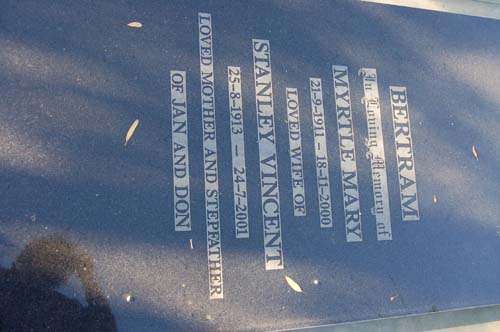 BERTRAM
In Loving Memory of
MYRTLE MARY
21-9-1911 - 18-11-2000
LOVED WIFE OF
STANLEY VINCENT
25-8-1913 - 24-7-2001
LOVED MOTHER AND STEPFATHER
OF JAN AND DON